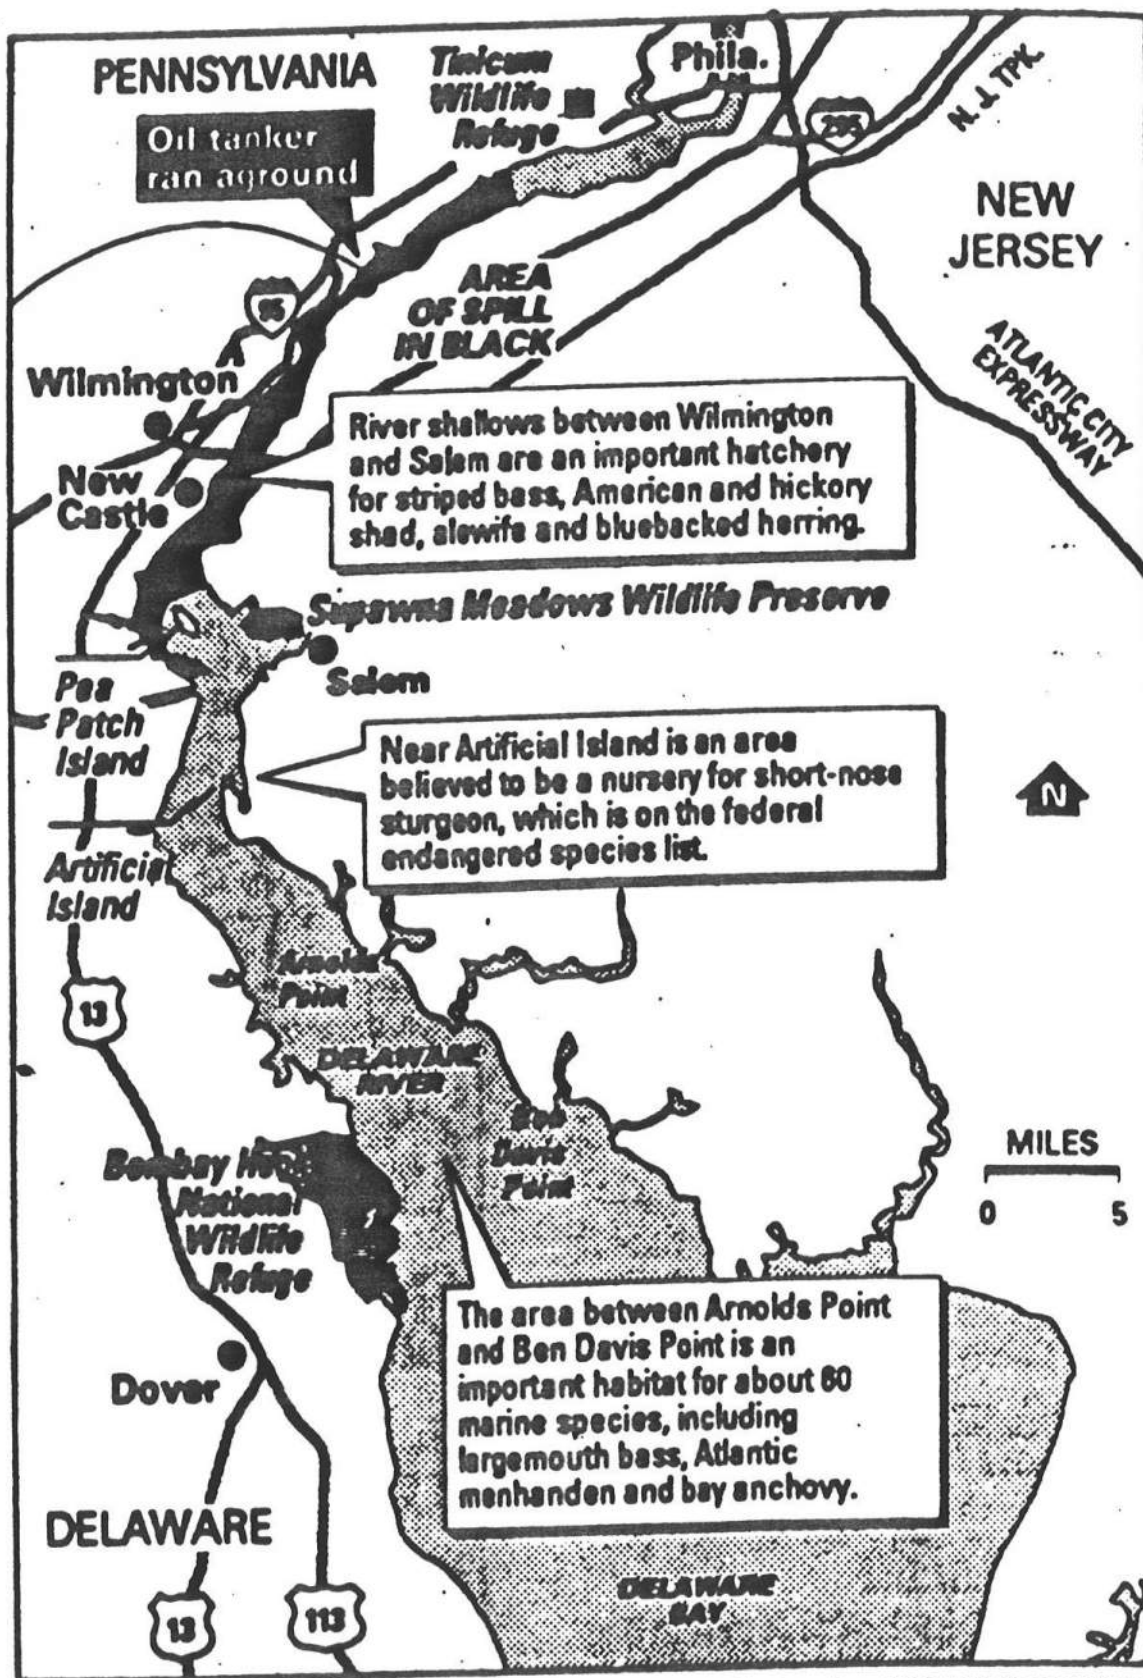 PENNSYLVANIA
Tinicum
Wildlife
Refuge
Phila.
295
N.J. TPK.
Oil tanker
ran aground
NEW
JERSEY
AREA
OF SPILL
IN BLACK
95
ATLANTIC CITY
EXPRESSWAY
Wilmington
New
Castle
River shallows between Wilmington
and Salem are an important hatchery
for striped bass, American and hickory
shad, alewife and bluebacked herring.
Supawna Meadows Wildlife Preserve
Salem
Pea
Patch
Island
Near Artificial Island is an area
believed to be a nursery for short-nose
sturgeon, which is on the federal
endangered species list.
N
Artificial
Island
13
Arnolds
Point
DELAWARE
RIVER
Ben
Davis
Point
MILES
0 5
Bombay Hook
National
Wildlife
Refuge
The area between Arnolds Point
and Ben Davis Point is an
important habitat for about 60
marine species, including
largemouth bass, Atlantic
menhanden and bay anchovy.
Dover
DELAWARE
DELAWARE
BAY
13
113